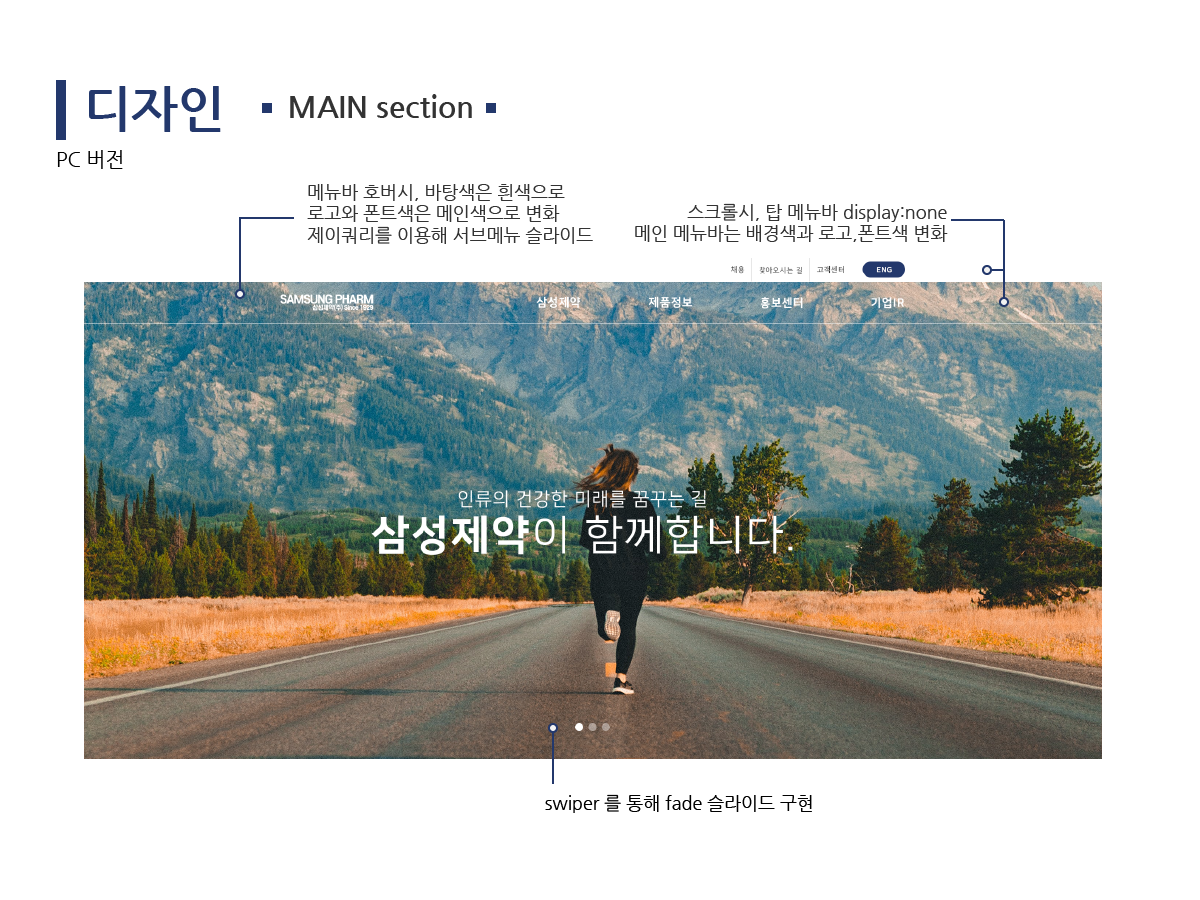 디자인
MAIN section
PC 버전
메뉴바 호버시, 바탕색은 흰색으로
로고와 폰트색은 메인색으로 변화
제이쿼리를 이용해 서브메뉴 슬라이드
스크롤시, 탑 메뉴바 display:none
메인 메뉴바는 배경색과 로고,폰트색 변화
채용 찾아오시는 길 고객센터 ENG
SAMSUNG PHARM 삼성제약 제품정보 홍보센터 기업IR
삼성제약(주) Since 1929
인류의 건강한 미래를 꿈꾸는 길
삼성제약이 함께합니다.
swiper 를 통해 fade 슬라이드 구현